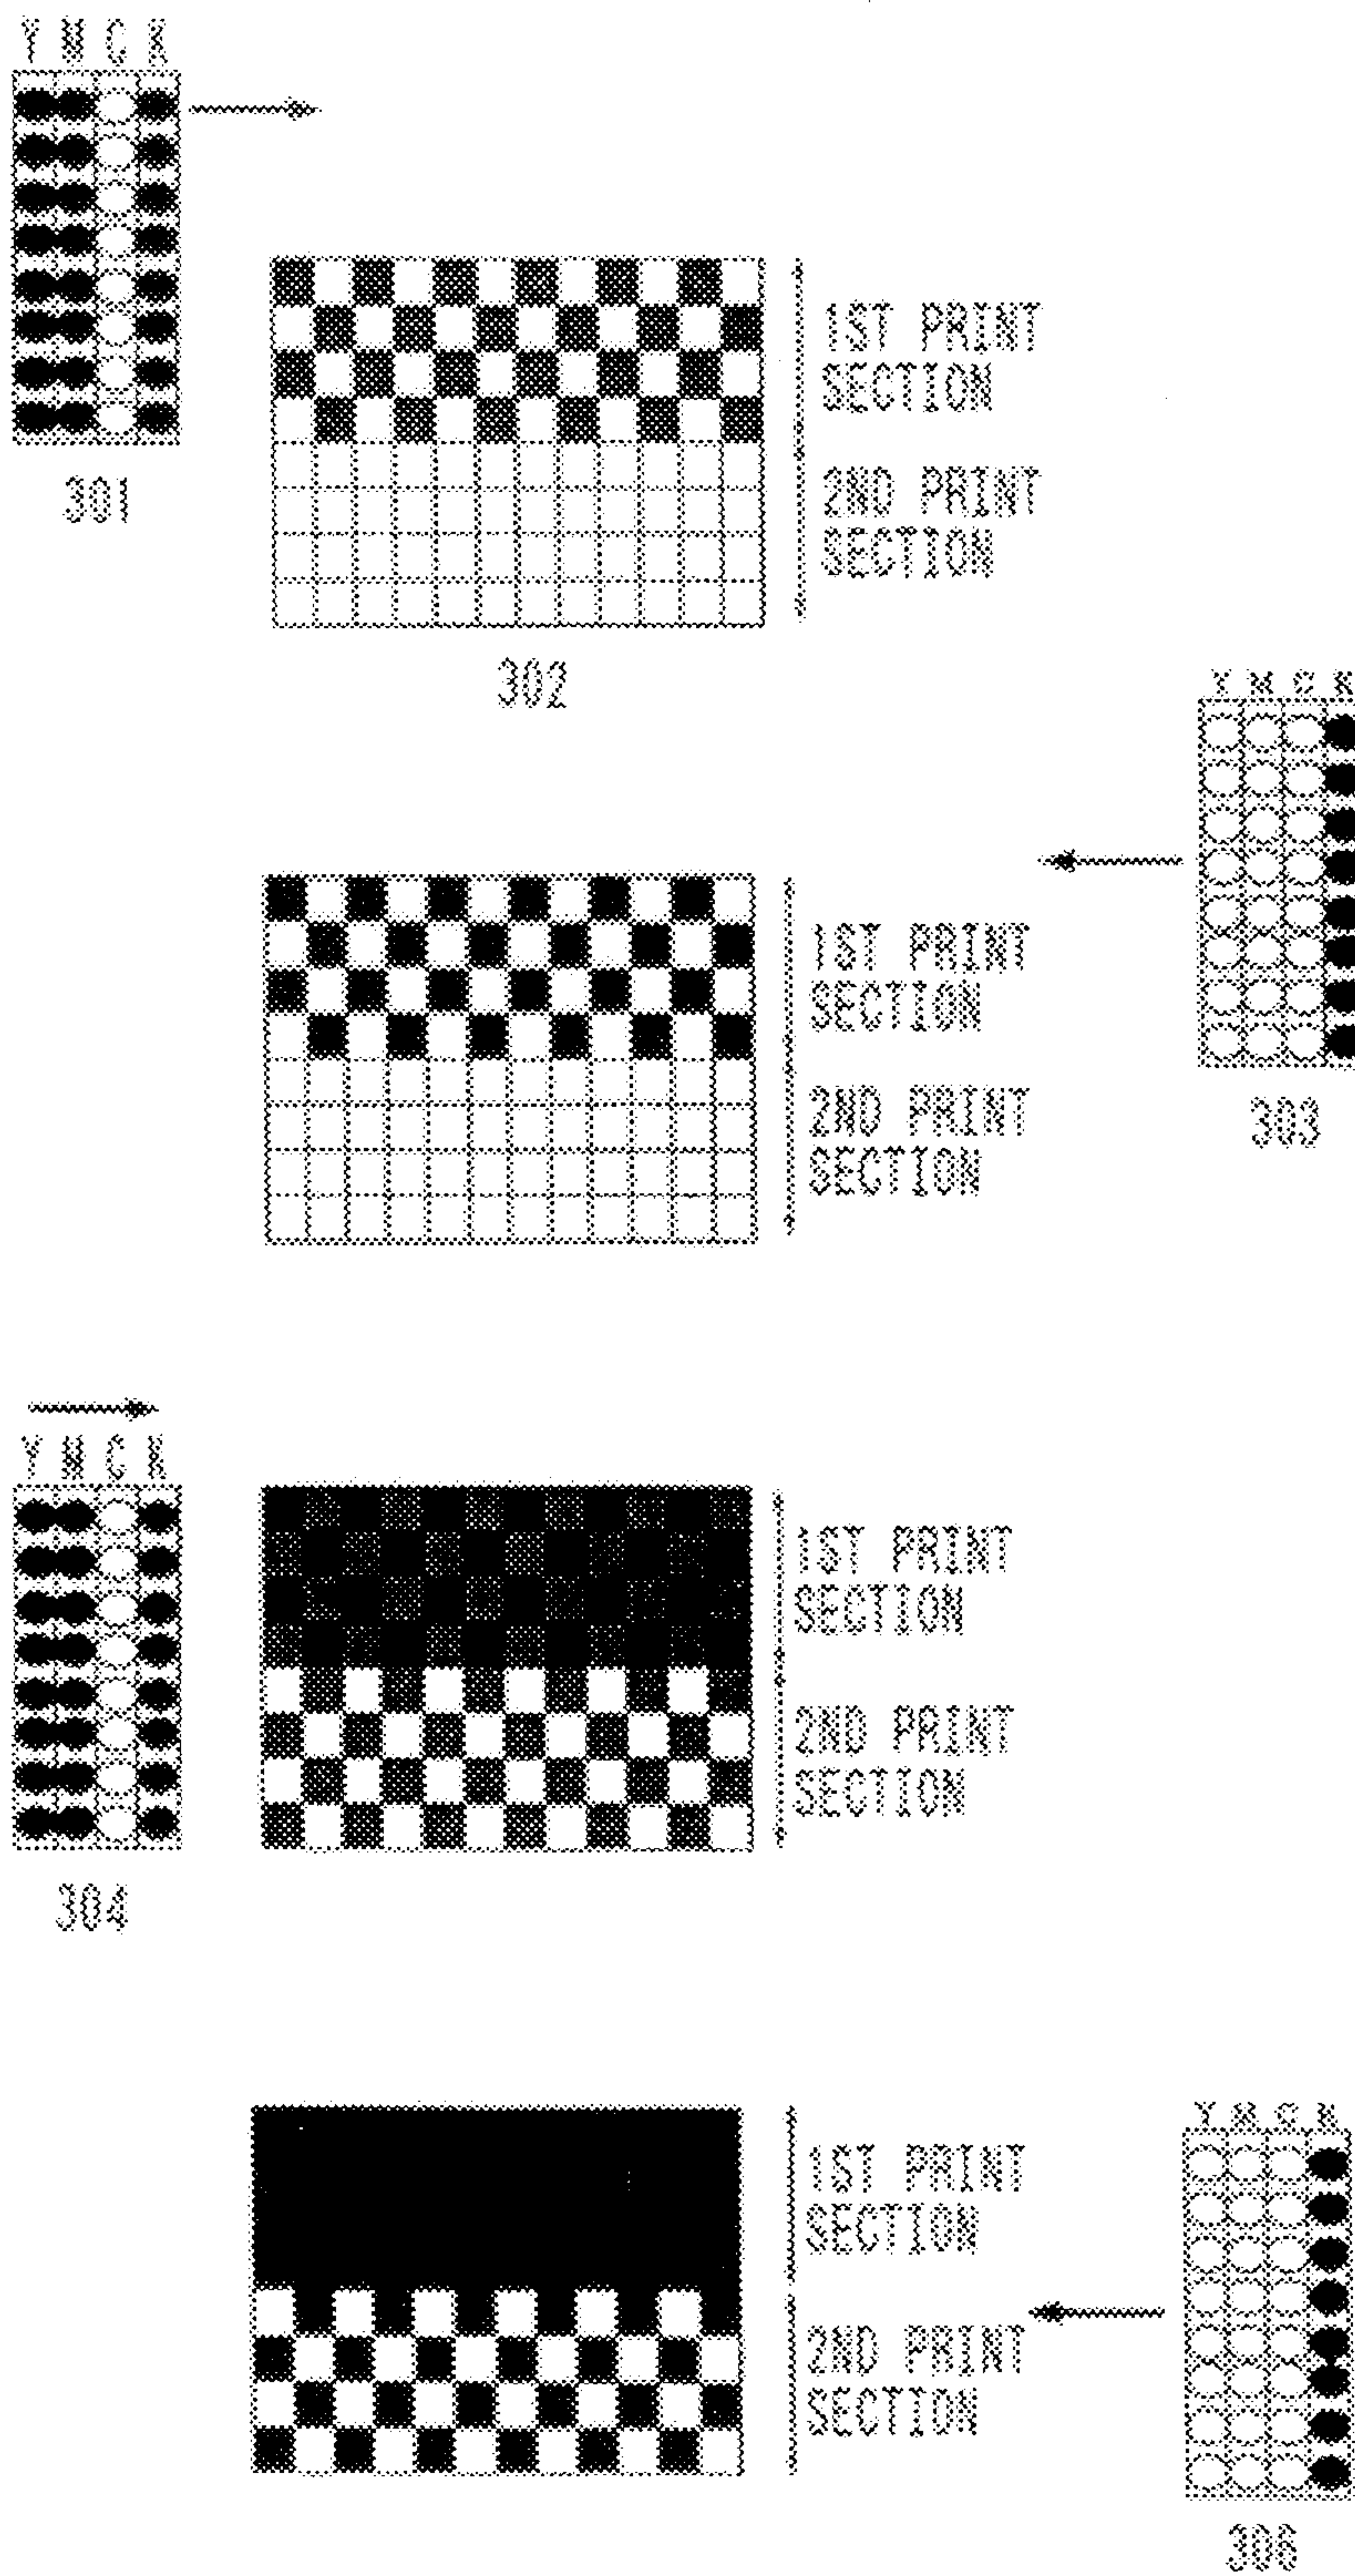 Y M C K
301
1ST PRINT
SECTION
2ND PRINT
SECTION
302
Y M C K
303
1ST PRINT
SECTION
2ND PRINT
SECTION
Y M C K
304
1ST PRINT
SECTION
2ND PRINT
SECTION
Y M C K
1ST PRINT
SECTION
2ND PRINT
SECTION
306